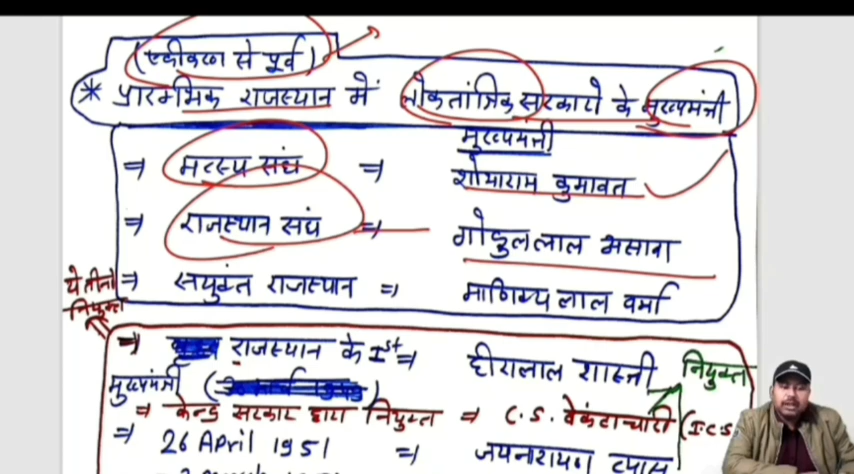 (एकीकरण से पूर्व)
* प्रारम्भिक राजस्थान में लोकतांत्रिक सरकारो के मुख्यमंत्री
मुख्यमंत्री
⇒ मत्स्य संघ ⇒ शोभाराम कुमावत
⇒ राजस्थान संघ ⇒ गोकुललाल असावा
⇒ संयुक्त राजस्थान ⇒ माणिक्य लाल वर्मा
ये तीनो नियुक्त
⇒ राजस्थान के Ist ⇒ हीरालाल शास्त्री नियुक्त
मुख्यमंत्री
⇒ केन्द्र सरकार द्वारा नियुक्त ⇒ C.S. वेंकटाचारी (I.C.S.
⇒ 26 April 1951 ⇒ जयनारायण व्यास